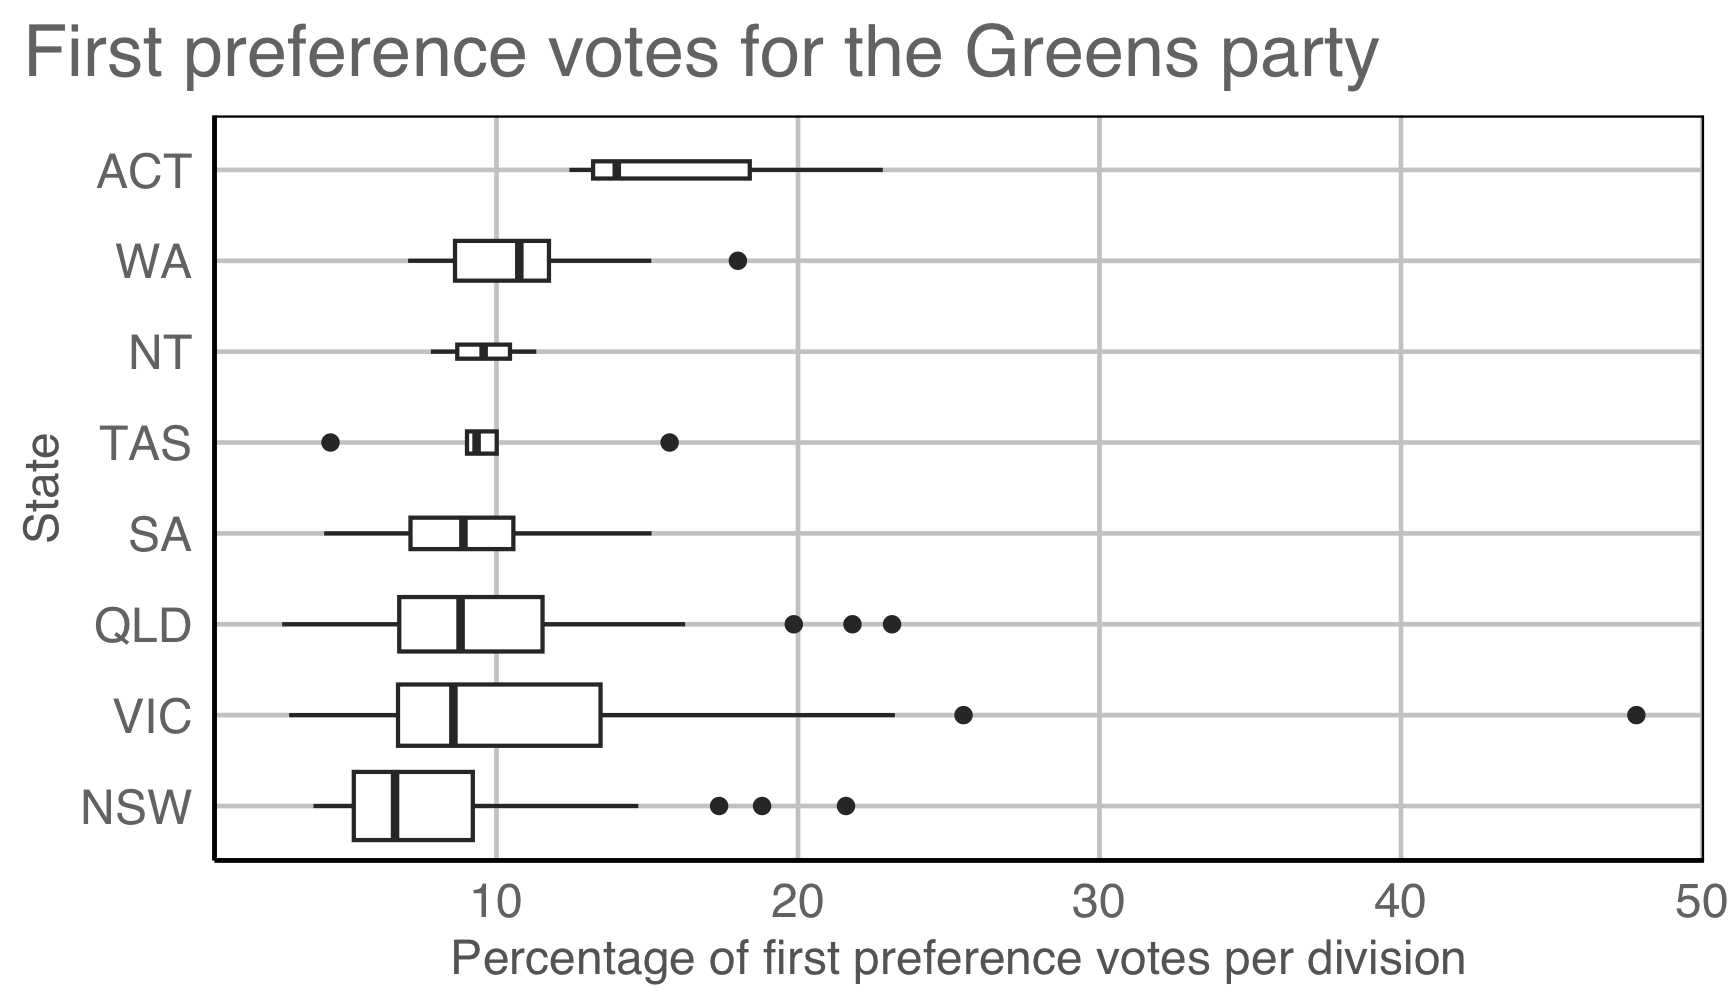 First preference votes for the Greens party
State
ACT
WA
NT
TAS
SA
QLD
VIC
NSW
10 20 30 40 50
Percentage of first preference votes per division